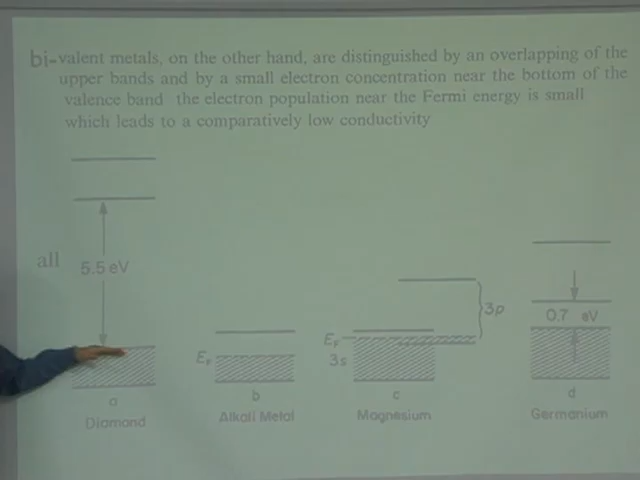 bi-valent metals, on the other hand, are distinguished by an overlapping of the
upper bands and by a small electron concentration near the bottom of the
valence band the electron population near the Fermi energy is small
which leads to a comparatively low conductivity
all
5.5 eV
0.7 eV
3p
E_F
3s
E_F
a
b
c
d
Diamond
Alkali Metal
Magnesium
Germanium